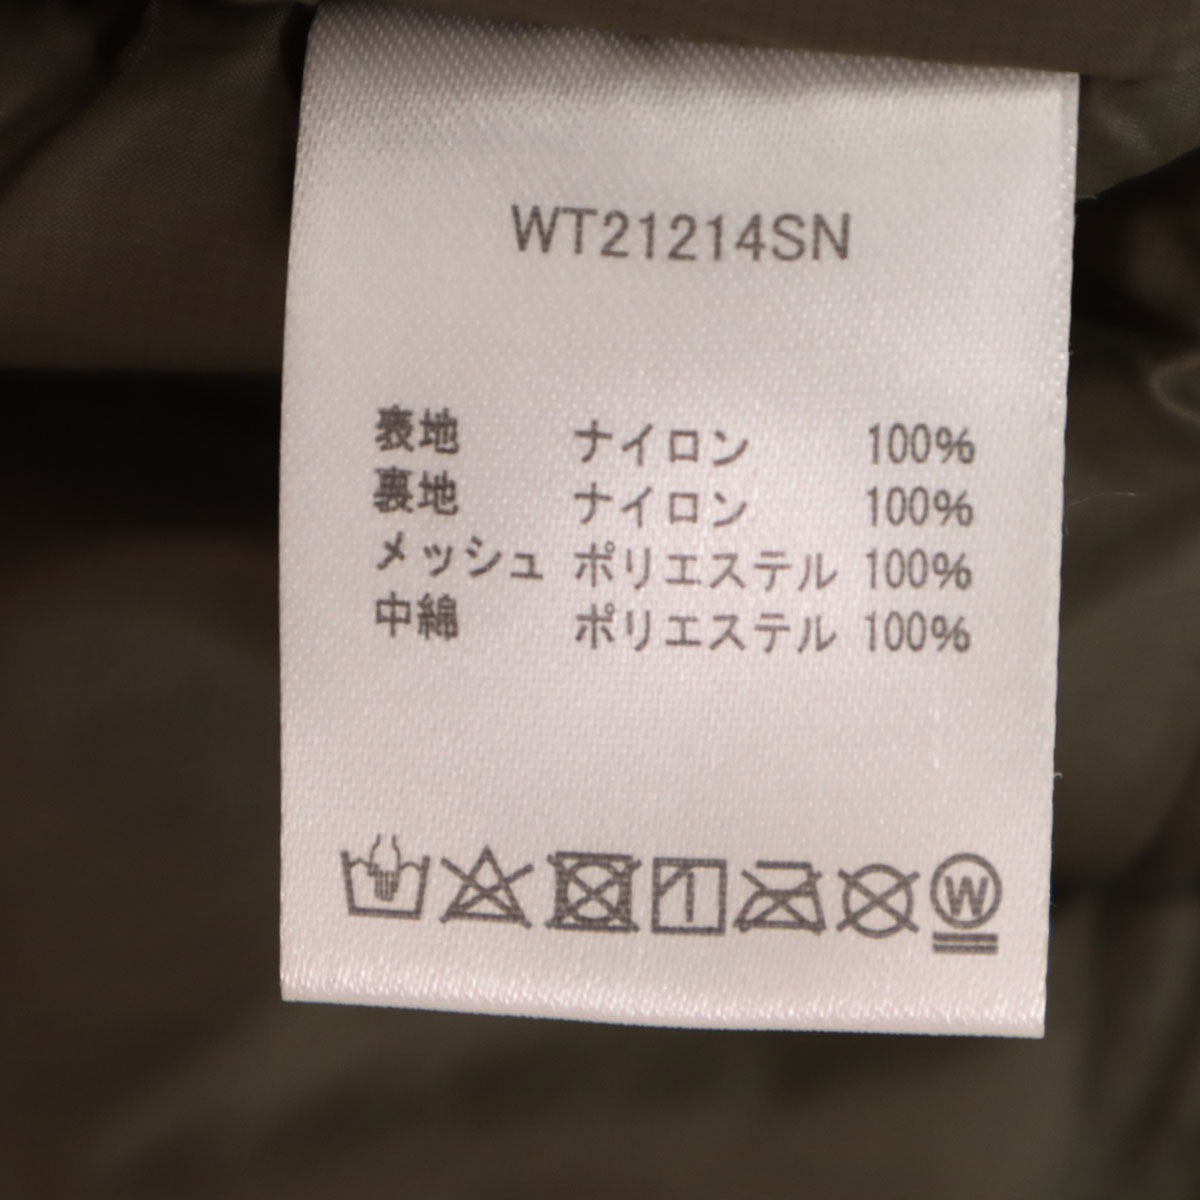 WT21214SN
表地 ナイロン 100%
裏地 ナイロン 100%
メッシュ ポリエステル 100%
中綿 ポリエステル 100%
W